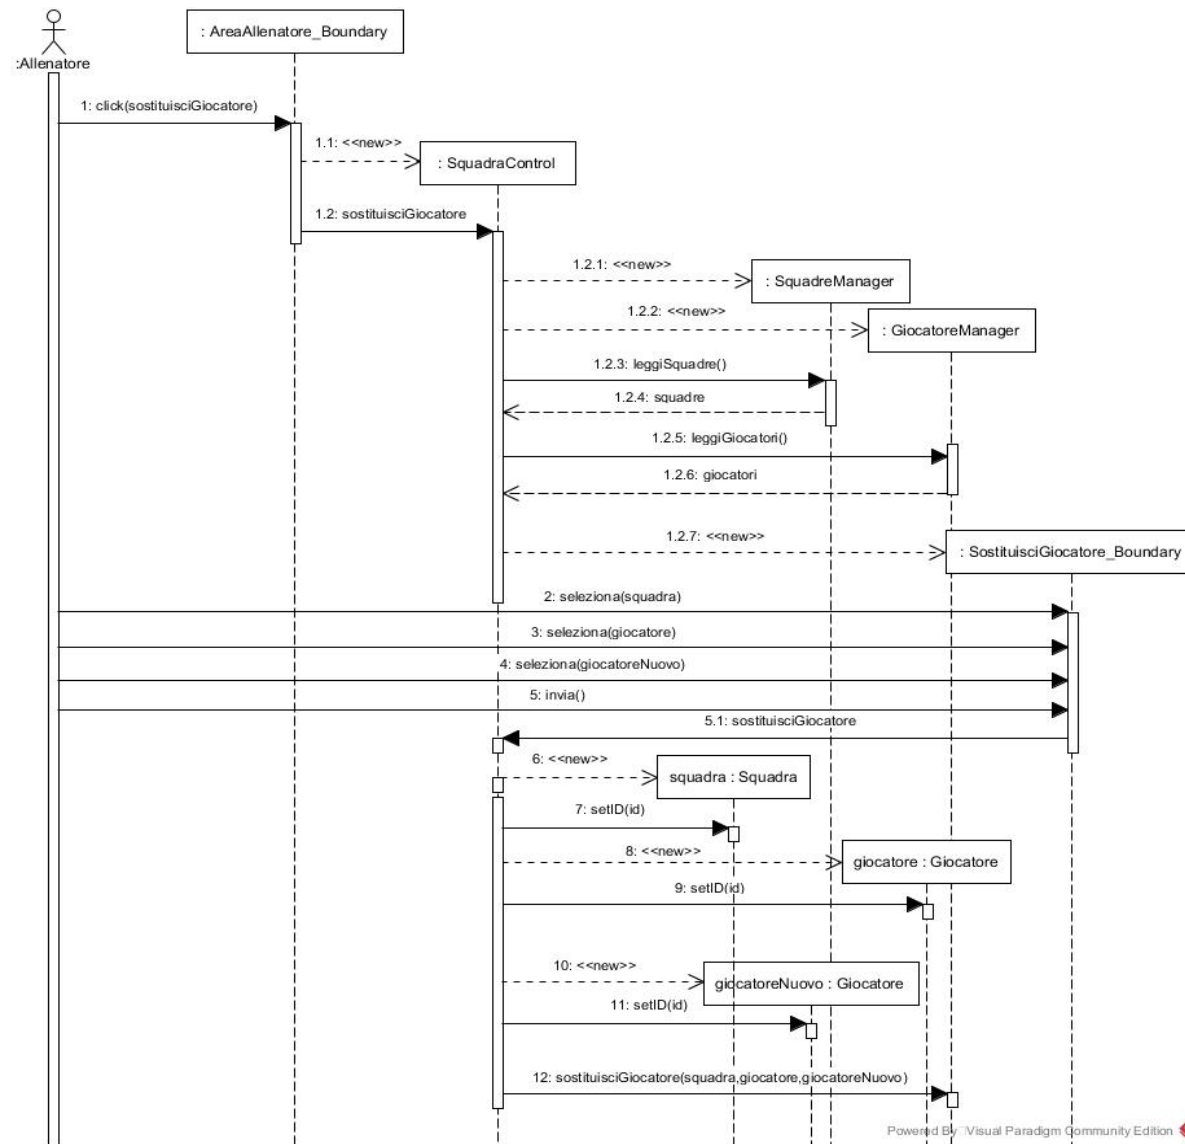 : AreaAllenatore_Boundary
:Allenatore
1: click(sostituisciGiocatore)
1.1: <<new>>
: SquadraControl
1.2: sostituisciGiocatore
1.2.1: <<new>>
: SquadreManager
1.2.2: <<new>>
: GiocatoreManager
1.2.3: leggiSquadre()
1.2.4: squadre
1.2.5: leggiGiocatori()
1.2.6: giocatori
1.2.7: <<new>>
: SostituisciGiocatore_Boundary
2: seleziona(squadra)
3: seleziona(giocatore)
4: seleziona(giocatoreNuovo)
5: invia()
5.1: sostituisciGiocatore
6: <<new>>
squadra : Squadra
7: setID(id)
8: <<new>>
giocatore : Giocatore
9: setID(id)
10: <<new>>
giocatoreNuovo : Giocatore
11: setID(id)
12: sostituisciGiocatore(squadra,giocatore,giocatoreNuovo)
Powered By Visual Paradigm Community Edition